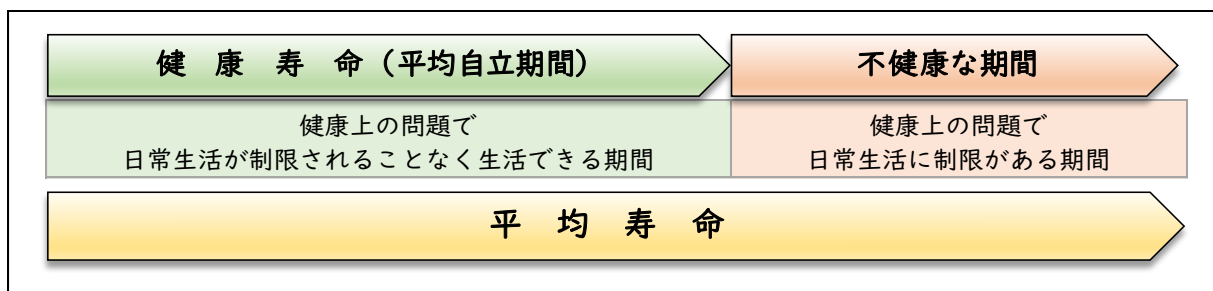 健康寿命（平均自立期間）
不健康な期間
健康上の問題で
日常生活が制限されることなく生活できる期間
健康上の問題で
日常生活に制限がある期間
平均寿命